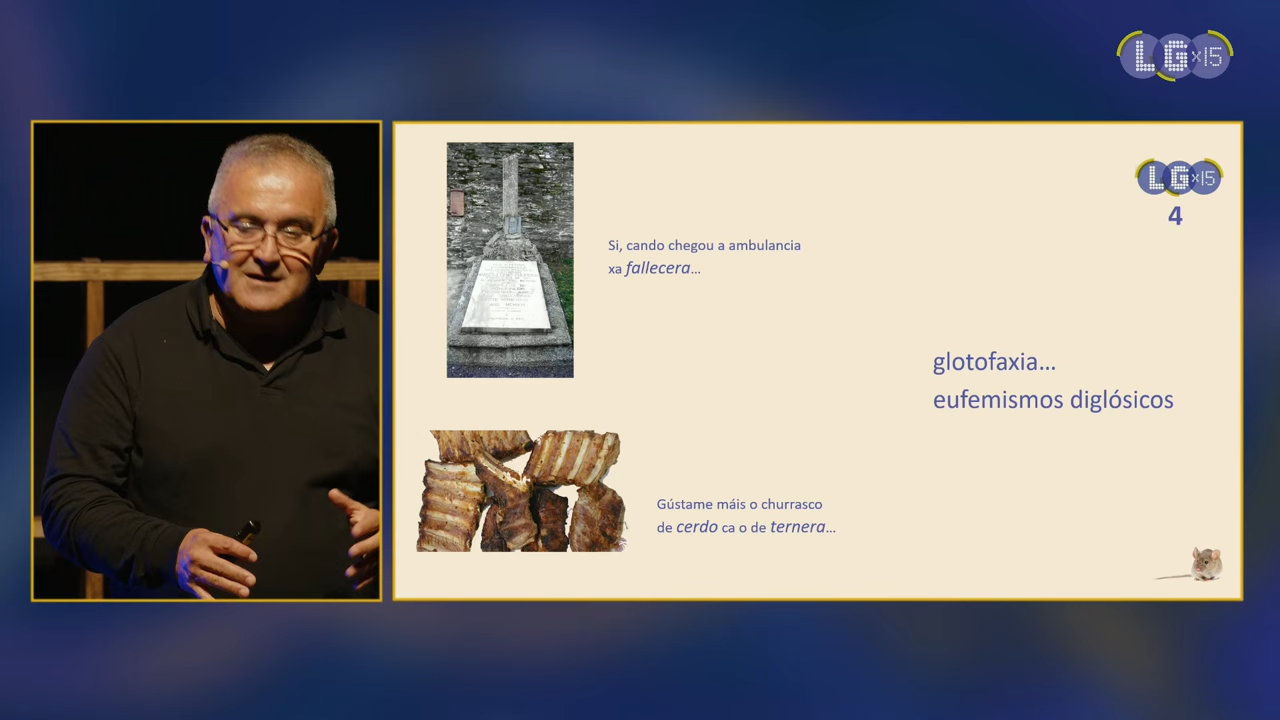 LGx15
LGx15
4
Si, cando chegou a ambulancia
xa fallecera...
glotofaxia...
eufemismos diglósicos
Gústame máis o churrasco
de cerdo ca o de ternera...